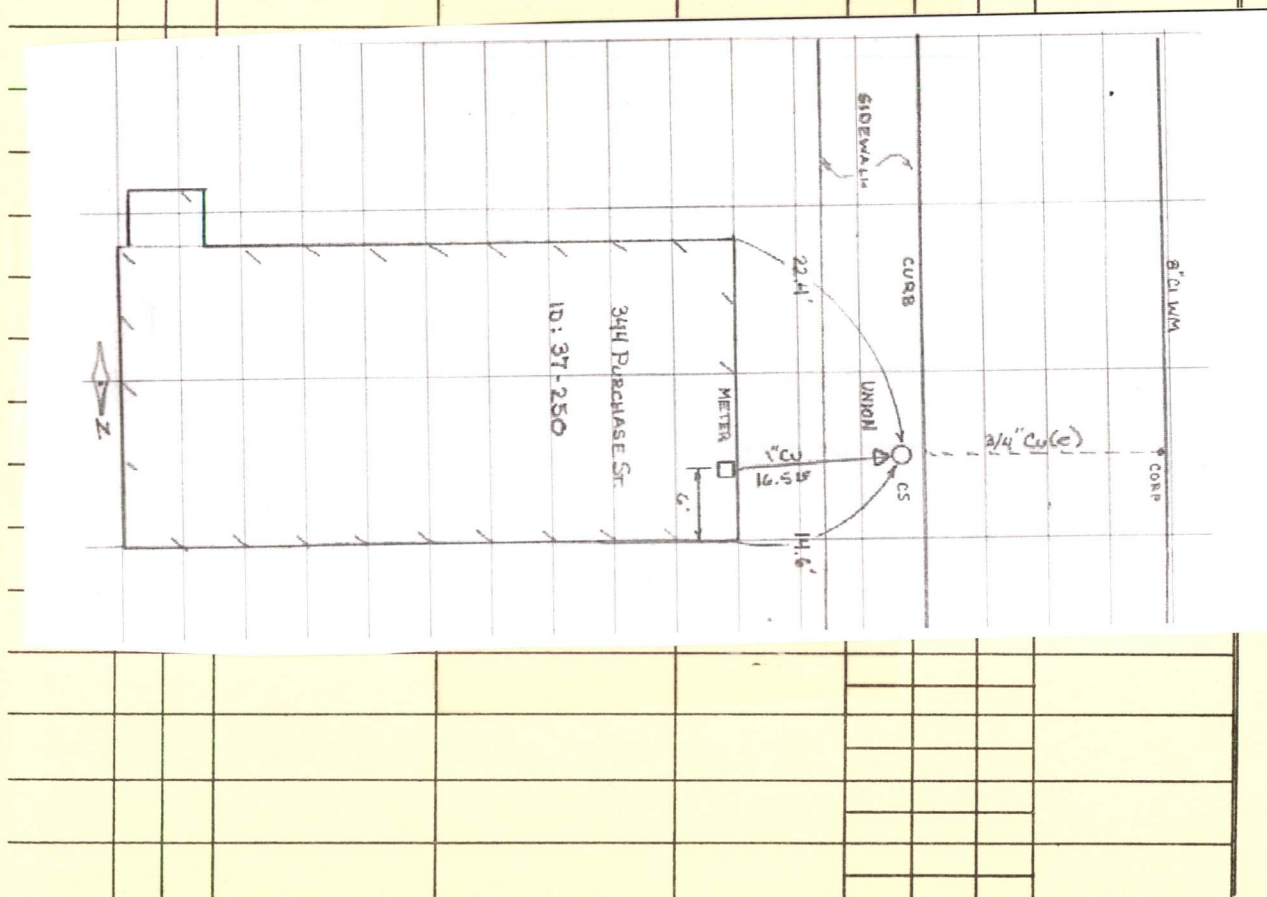 8" CI WM
CORP
3/4" Cu(e)
SIDEWALK
CURB
CS
UNION
22.4'
14.6'
1" CU
16.5 LF
METER
6'
344 PURCHASE ST
ID: 37-250
N